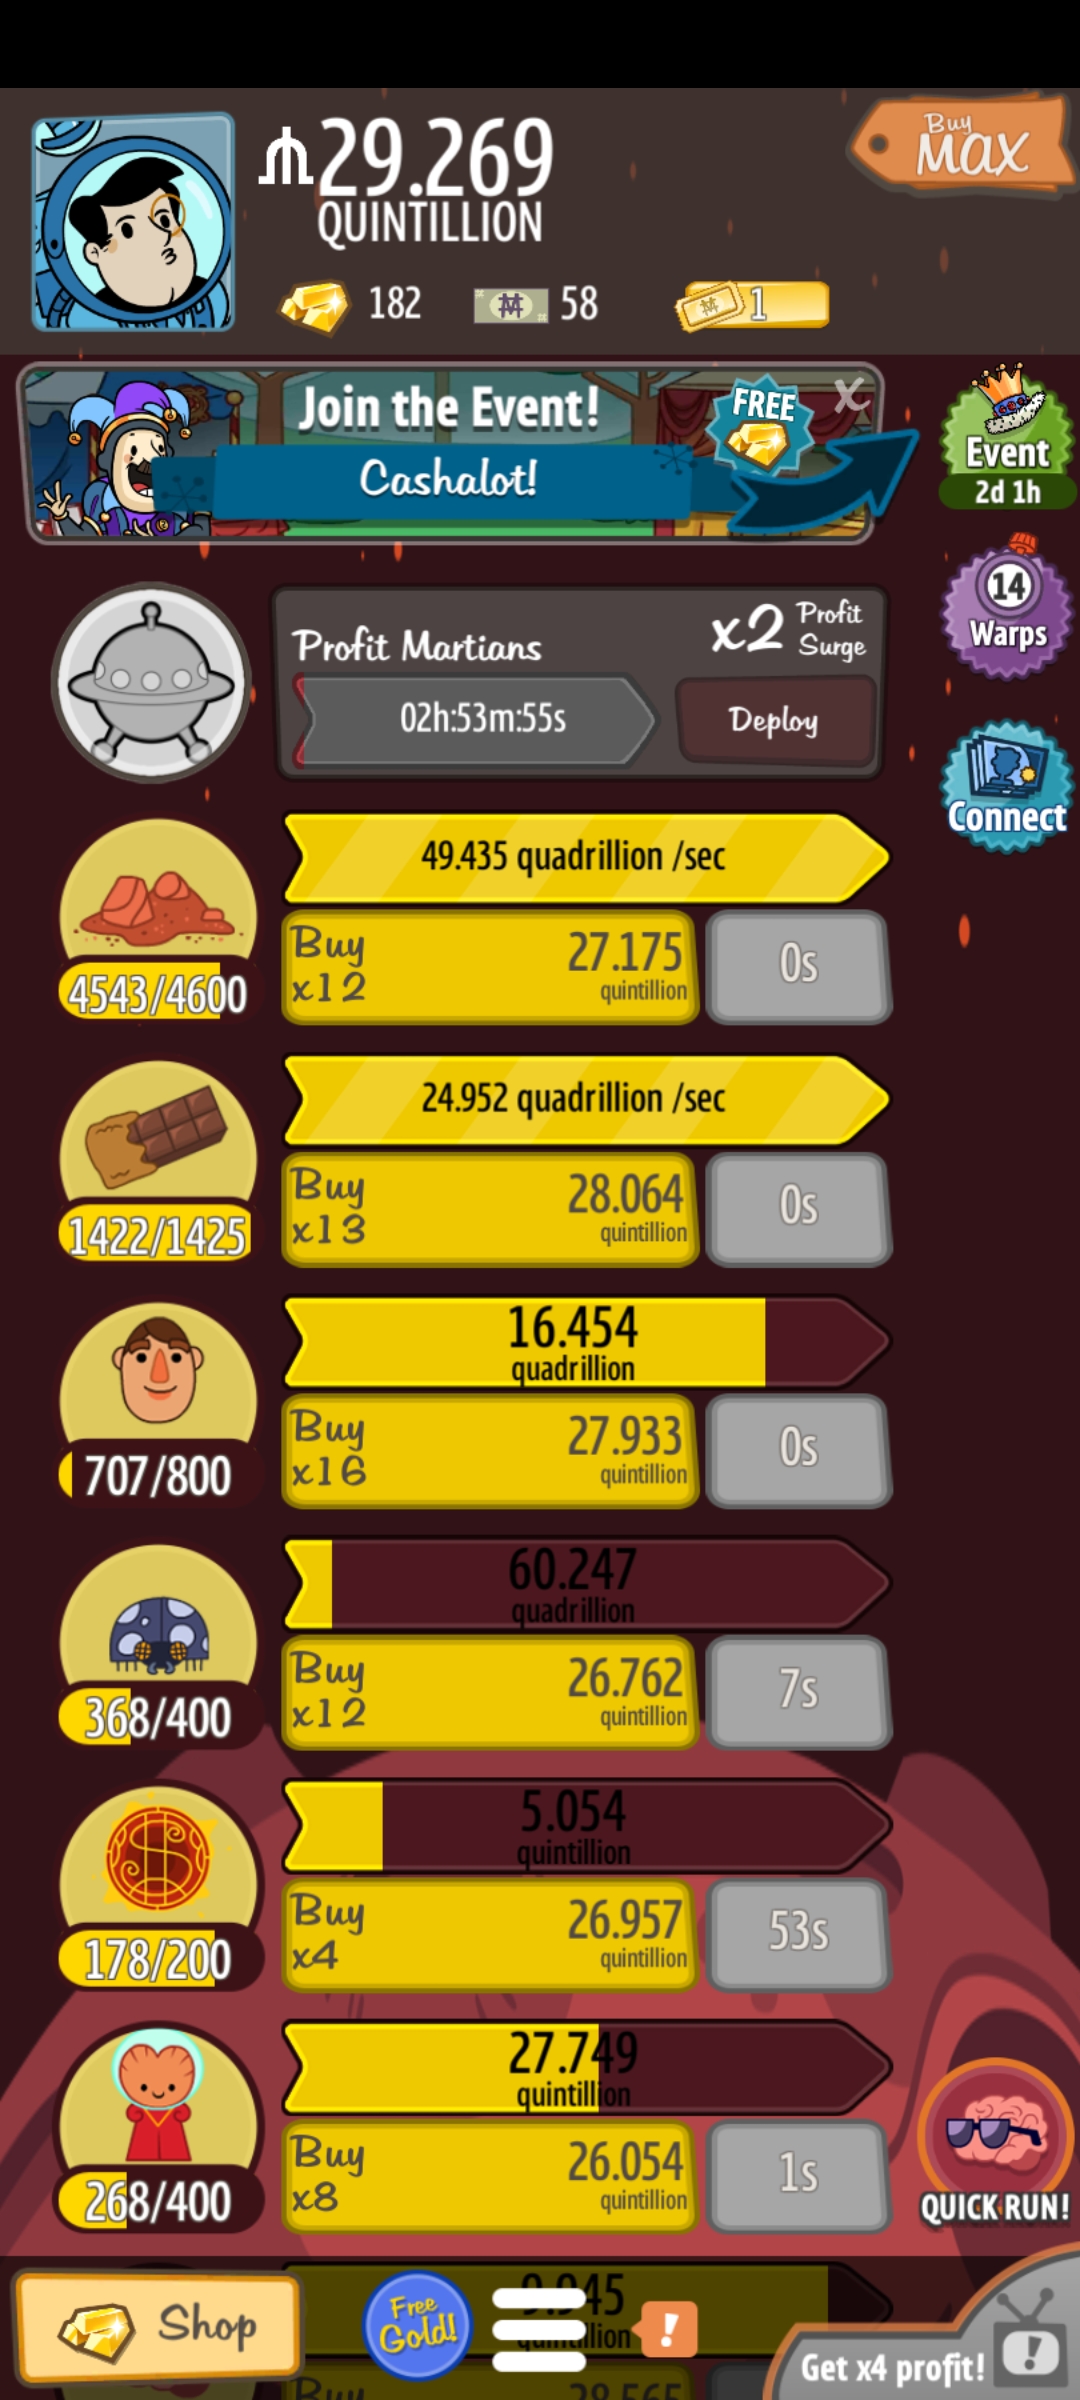 29.269
QUINTILLION
Buy
MAX
182
58
1
Join the Event!
Cashalot!
FREE
X
Event
2d 1h
14
Warps
Connect
Profit Martians
x2 Profit
Surge
02h:53m:55s
Deploy
49.435 quadrillion /sec
4543/4600
Buy
x12
27.175
quintillion
0s
24.952 quadrillion /sec
1422/1425
Buy
x13
28.064
quintillion
0s
16.454
quadrillion
707/800
Buy
x16
27.933
quintillion
0s
60.247
quadrillion
368/400
Buy
x12
26.762
quintillion
7s
5.054
quintillion
178/200
Buy
x4
26.957
quintillion
53s
27.749
quintillion
268/400
Buy
x8
26.054
quintillion
1s
QUICK RUN!
Shop
Free
Gold!
!
Get x4 profit!
!
Buy
28.565